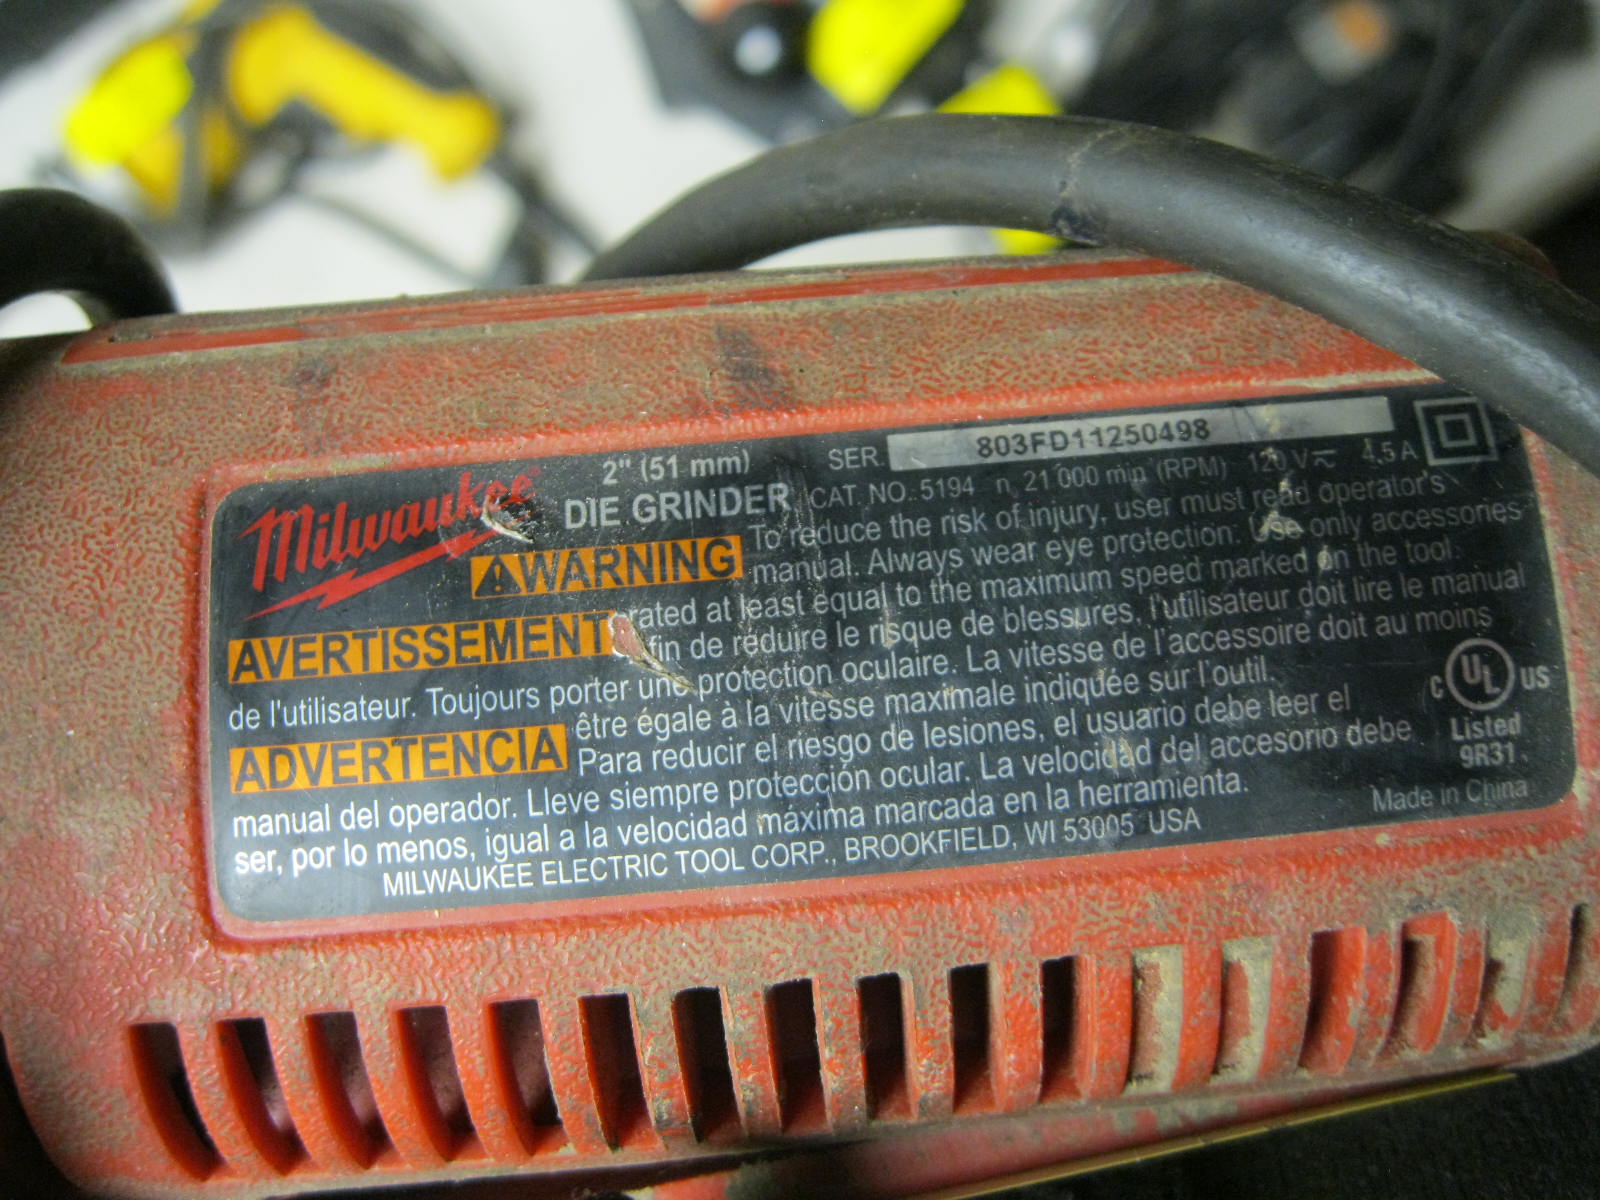 Milwaukee
2" (51 mm)
DIE GRINDER
SER. 803FD11250498
CAT. NO. 5194 n 21 000 min (RPM) 120 V 4.5 A
WARNING To reduce the risk of injury, user must read operator's
manual. Always wear eye protection. Use only accessories
rated at least equal to the maximum speed marked on the tool.
AVERTISSEMENT fin de réduire le risque de blessures, l'utilisateur doit lire le manuel
de l'utilisateur. Toujours porter une protection oculaire. La vitesse de l'accessoire doit au moins
être égale à la vitesse maximale indiquée sur l'outil.
ADVERTENCIA Para reducir el riesgo de lesiones, el usuario debe leer el
manual del operador. Lleve siempre protección ocular. La velocidad del accesorio debe
ser, por lo menos, igual a la velocidad máxima marcada en la herramienta.
MILWAUKEE ELECTRIC TOOL CORP., BROOKFIELD, WI 53005 USA
C UL US
Listed
9R31
Made in China